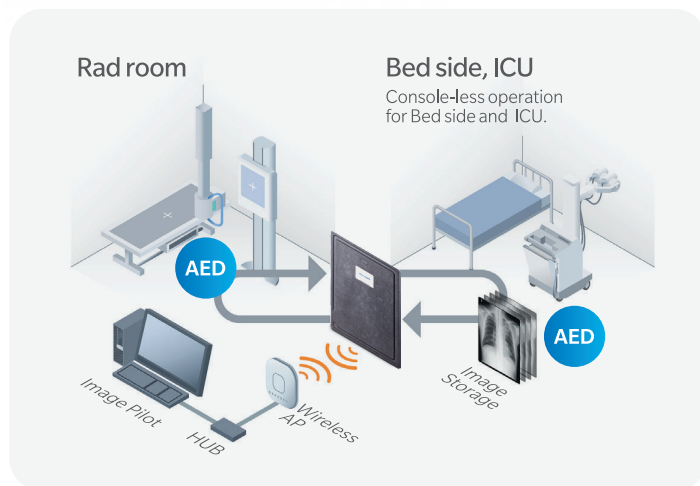 Rad room
Bed side, ICU
Console-less operation
for Bed side and ICU.
AED
AED
Image
Storage
Image Pilot
HUB
Wireless
AP